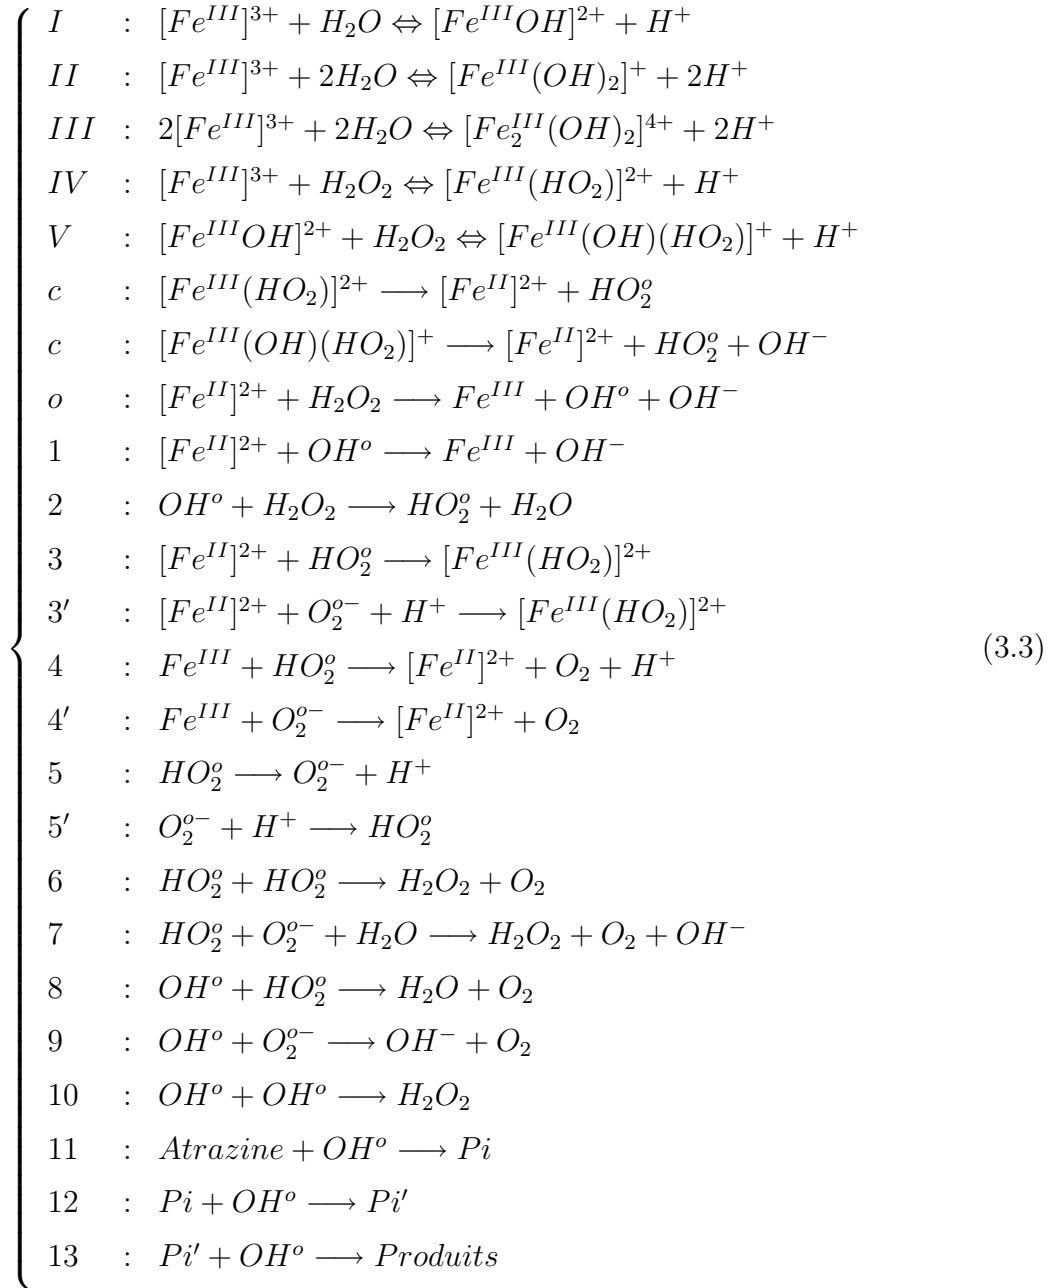 I : [Fe^{III}]^{3+} + H_2O ⇔ [Fe^{III}OH]^{2+} + H^+
II : [Fe^{III}]^{3+} + 2H_2O ⇔ [Fe^{III}(OH)_2]^+ + 2H^+
III : 2[Fe^{III}]^{3+} + 2H_2O ⇔ [Fe_2^{III}(OH)_2]^{4+} + 2H^+
IV : [Fe^{III}]^{3+} + H_2O_2 ⇔ [Fe^{III}(HO_2)]^{2+} + H^+
V : [Fe^{III}OH]^{2+} + H_2O_2 ⇔ [Fe^{III}(OH)(HO_2)]^+ + H^+
c : [Fe^{III}(HO_2)]^{2+} ⟶ [Fe^{II}]^{2+} + HO_2^o
c : [Fe^{III}(OH)(HO_2)]^+ ⟶ [Fe^{II}]^{2+} + HO_2^o + OH^-
o : [Fe^{II}]^{2+} + H_2O_2 ⟶ Fe^{III} + OH^o + OH^-
1 : [Fe^{II}]^{2+} + OH^o ⟶ Fe^{III} + OH^-
2 : OH^o + H_2O_2 ⟶ HO_2^o + H_2O
3 : [Fe^{II}]^{2+} + HO_2^o ⟶ [Fe^{III}(HO_2)]^{2+}
3′ : [Fe^{II}]^{2+} + O_2^{o-} + H^+ ⟶ [Fe^{III}(HO_2)]^{2+}
4 : Fe^{III} + HO_2^o ⟶ [Fe^{II}]^{2+} + O_2 + H^+
(3.3)
4′ : Fe^{III} + O_2^{o-} ⟶ [Fe^{II}]^{2+} + O_2
5 : HO_2^o ⟶ O_2^{o-} + H^+
5′ : O_2^{o-} + H^+ ⟶ HO_2^o
6 : HO_2^o + HO_2^o ⟶ H_2O_2 + O_2
7 : HO_2^o + O_2^{o-} + H_2O ⟶ H_2O_2 + O_2 + OH^-
8 : OH^o + HO_2^o ⟶ H_2O + O_2
9 : OH^o + O_2^{o-} ⟶ OH^- + O_2
10 : OH^o + OH^o ⟶ H_2O_2
11 : Atrazine + OH^o ⟶ Pi
12 : Pi + OH^o ⟶ Pi′
13 : Pi′ + OH^o ⟶ Produits